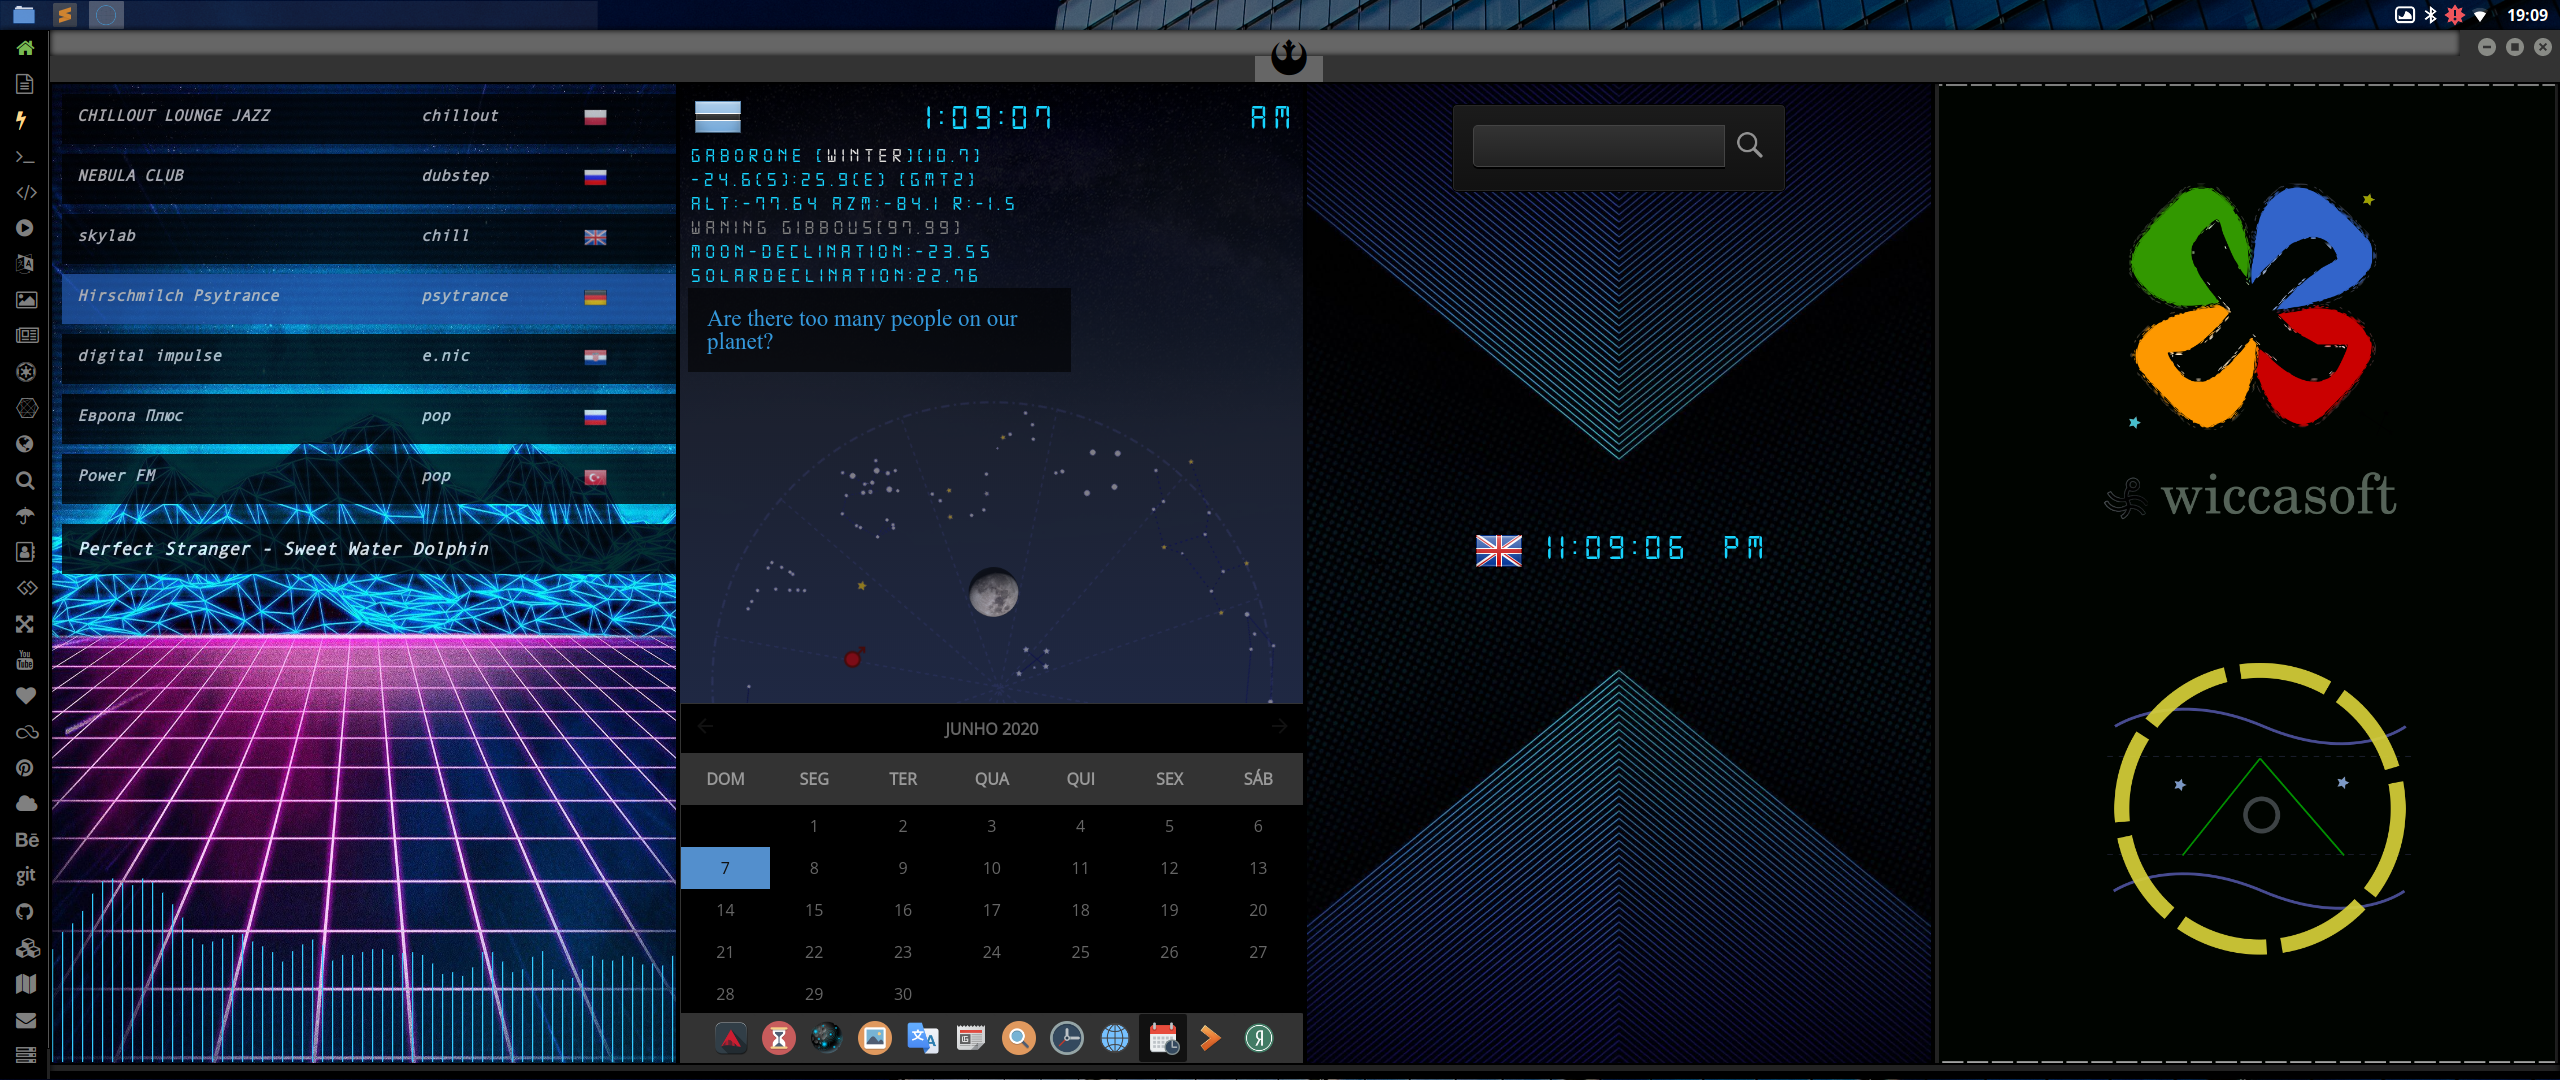 19:09
CHILLOUT LOUNGE JAZZ chillout
NEBULA CLUB dubstep
skylab chill
Hirschmilch Psytrance psytrance
digital impulse e.nic
Европа Плюс pop
Power FM pop
Perfect Stranger - Sweet Water Dolphin
You
Tube
Bē
git
1:09:07 AM
GABORONE [WINTER][10.7]
-24.6[S]:25.9[E] [GMT2]
ALT:-77.64 AZM:-84.1 R:-1.5
WANING GIBBOUS[97.99]
MOON-DECLINATION:-23.55
SOLARDECLINATION:22.76
Are there too many people on our
planet?
JUNHO 2020
DOM SEG TER QUA QUI SEX SÁB
1 2 3 4 5 6
7 8 9 10 11 12 13
14 15 16 17 18 19 20
21 22 23 24 25 26 27
28 29 30
11:09:06 PM
wiccasoft